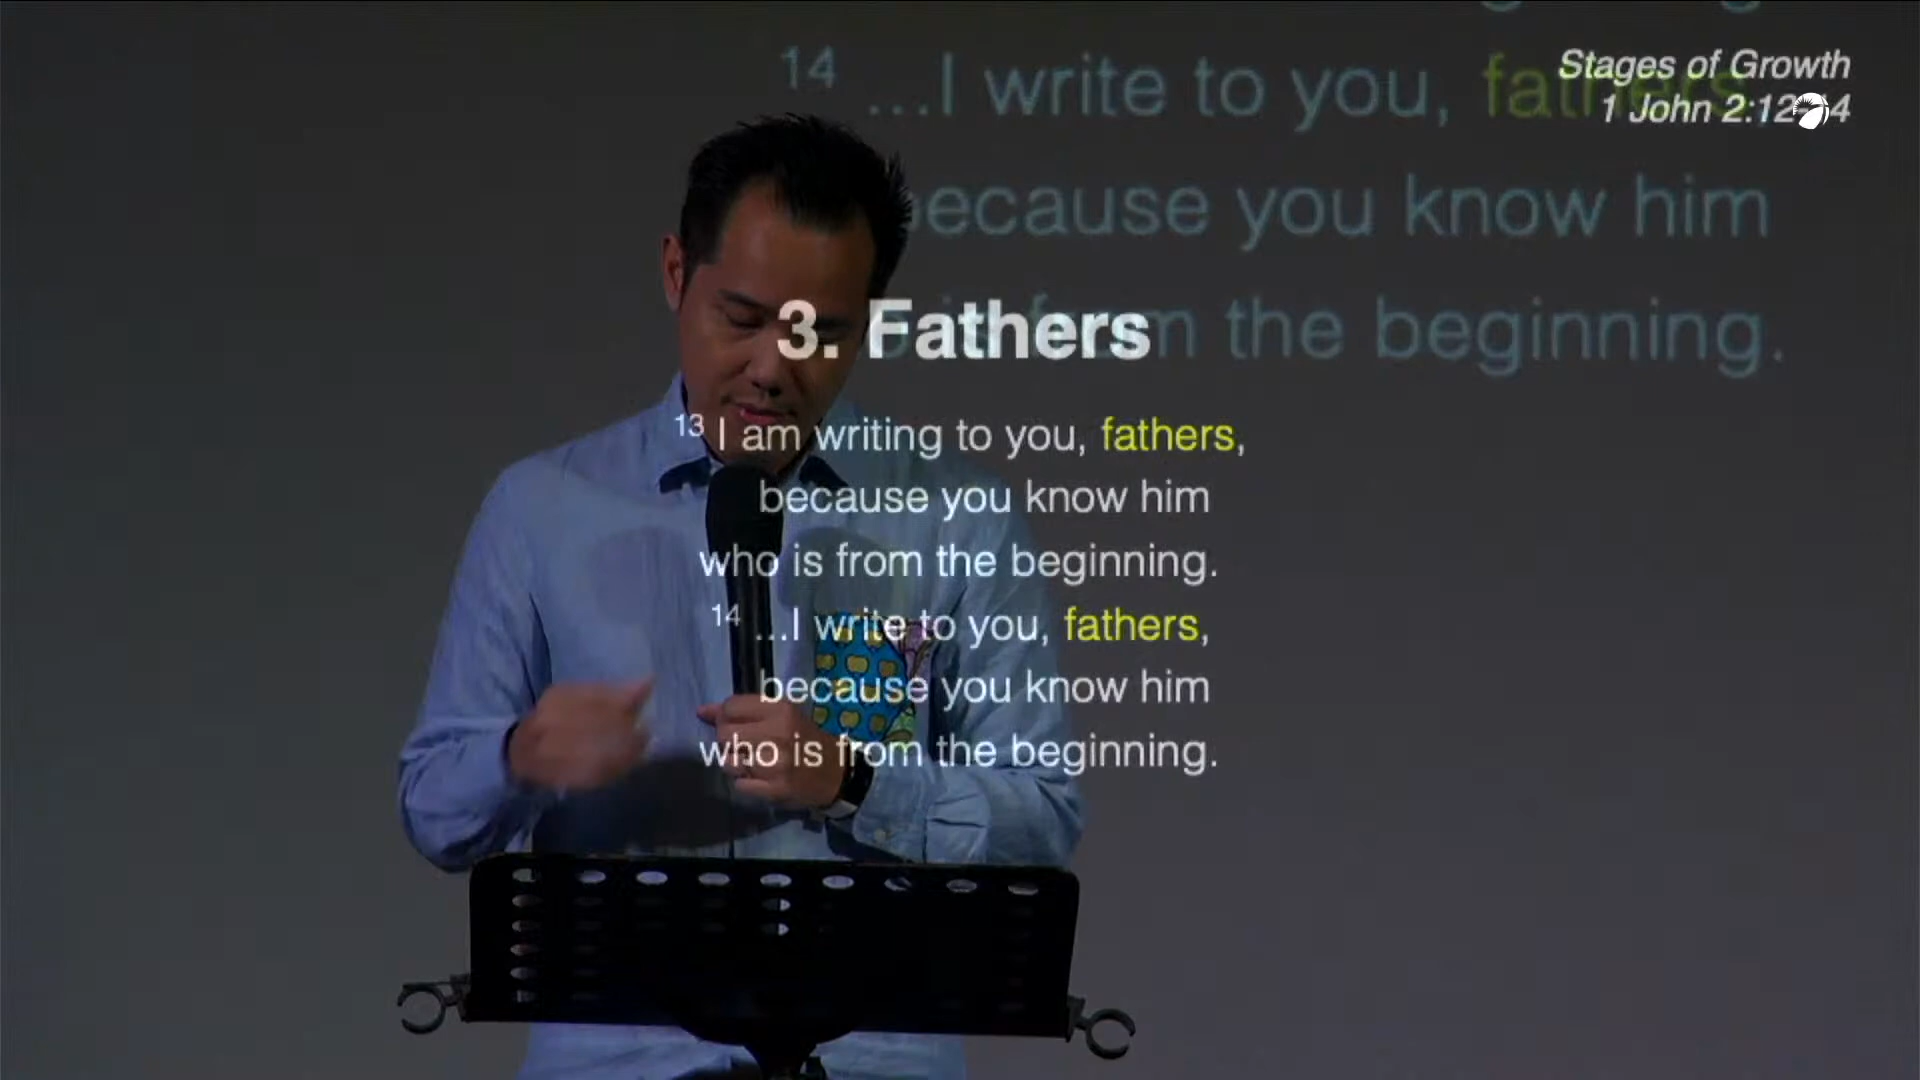 Stages of Growth
1 John 2:12-14
14 ...I write to you, fathers,
because you know him
from the beginning.
3. Fathers
13 I am writing to you, fathers,
because you know him
who is from the beginning.
14 ...I write to you, fathers,
because you know him
who is from the beginning.